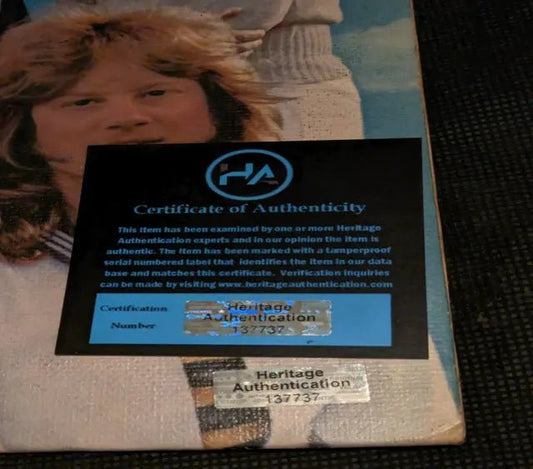 HA
Certificate of Authenticity
This item has been examined by one or more Heritage
Authentication experts and in our opinion the item is
authentic. The item has been marked with a tamperproof
serial numbered label that identifies the item in our data
base and matches this certificate. Verification inquiries
can be made by visiting www.heritageauthentication.com
Certification
Number
Heritage
Authentication
137737
Heritage
Authentication
137737